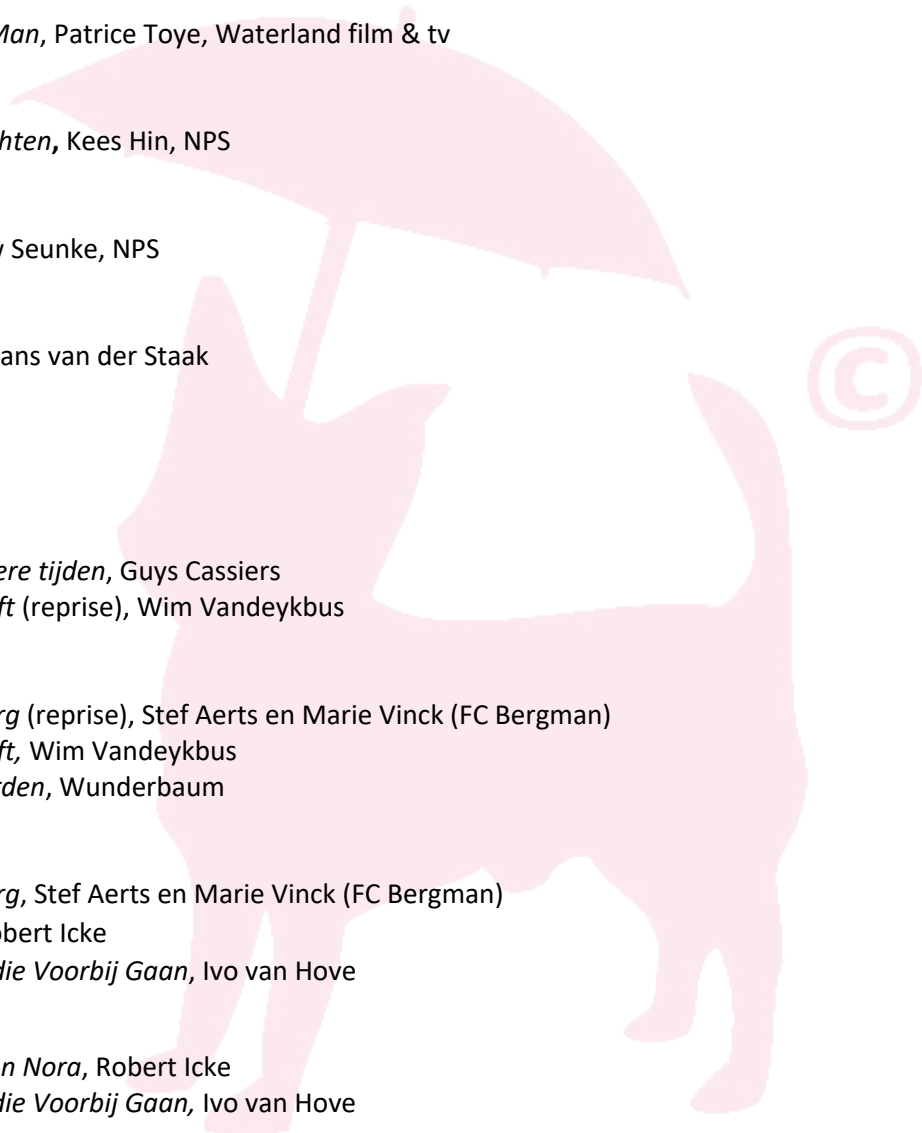 Man, Patrice Toye, Waterland film & tv
hten, Kees Hin, NPS
Seunke, NPS
ans van der Staak
ere tijden, Guys Cassiers
ft (reprise), Wim Vandeykbus
rg (reprise), Stef Aerts en Marie Vinck (FC Bergman)
ft, Wim Vandeykbus
rden, Wunderbaum
rg, Stef Aerts en Marie Vinck (FC Bergman)
bert Icke
die Voorbij Gaan, Ivo van Hove
n Nora, Robert Icke
die Voorbij Gaan, Ivo van Hove
©